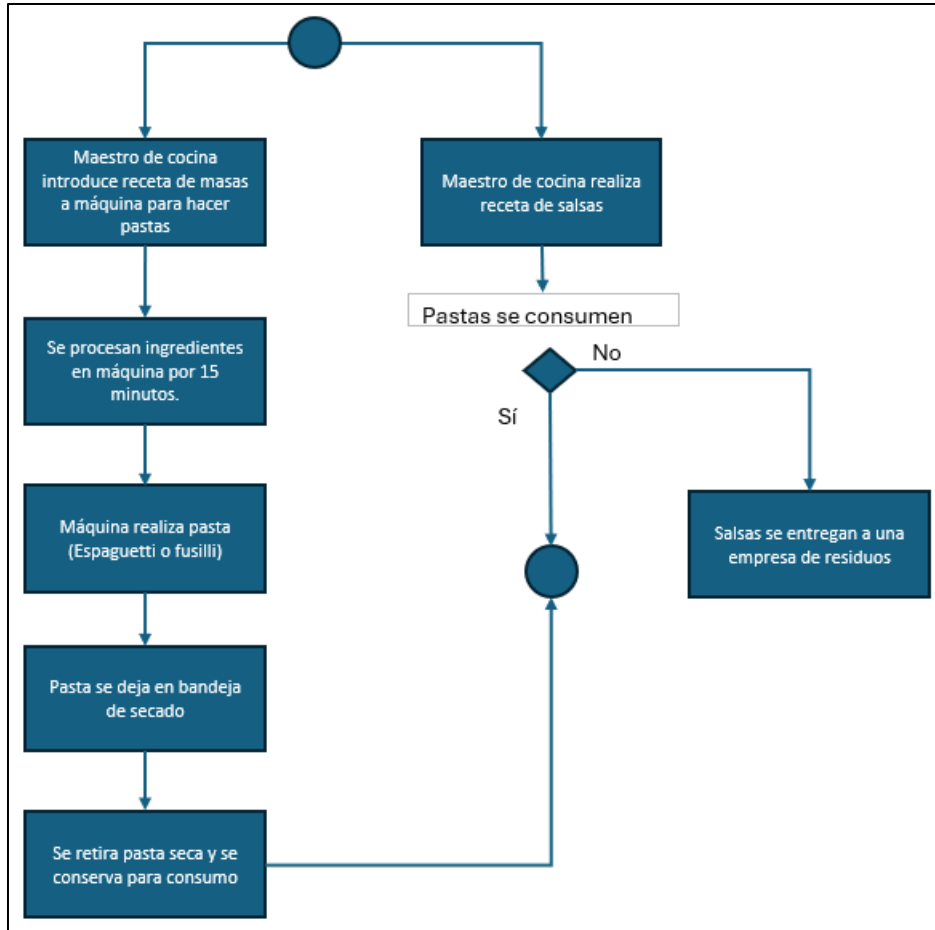 Maestro de cocina
introduce receta de masas
a máquina para hacer
pastas
Maestro de cocina realiza
receta de salsas
Pastas se consumen
Se procesan ingredientes
en máquina por 15
minutos.
No
Sí
Máquina realiza pasta
(Espaguetti o fusilli)
Salsas se entregan a una
empresa de residuos
Pasta se deja en bandeja
de secado
Se retira pasta seca y se
conserva para consumo